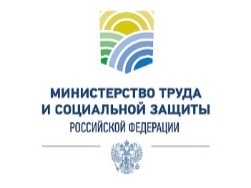 МИНИСТЕРСТВО ТРУДА
И СОЦИАЛЬНОЙ ЗАЩИТЫ
РОССИЙСКОЙ ФЕДЕРАЦИИ